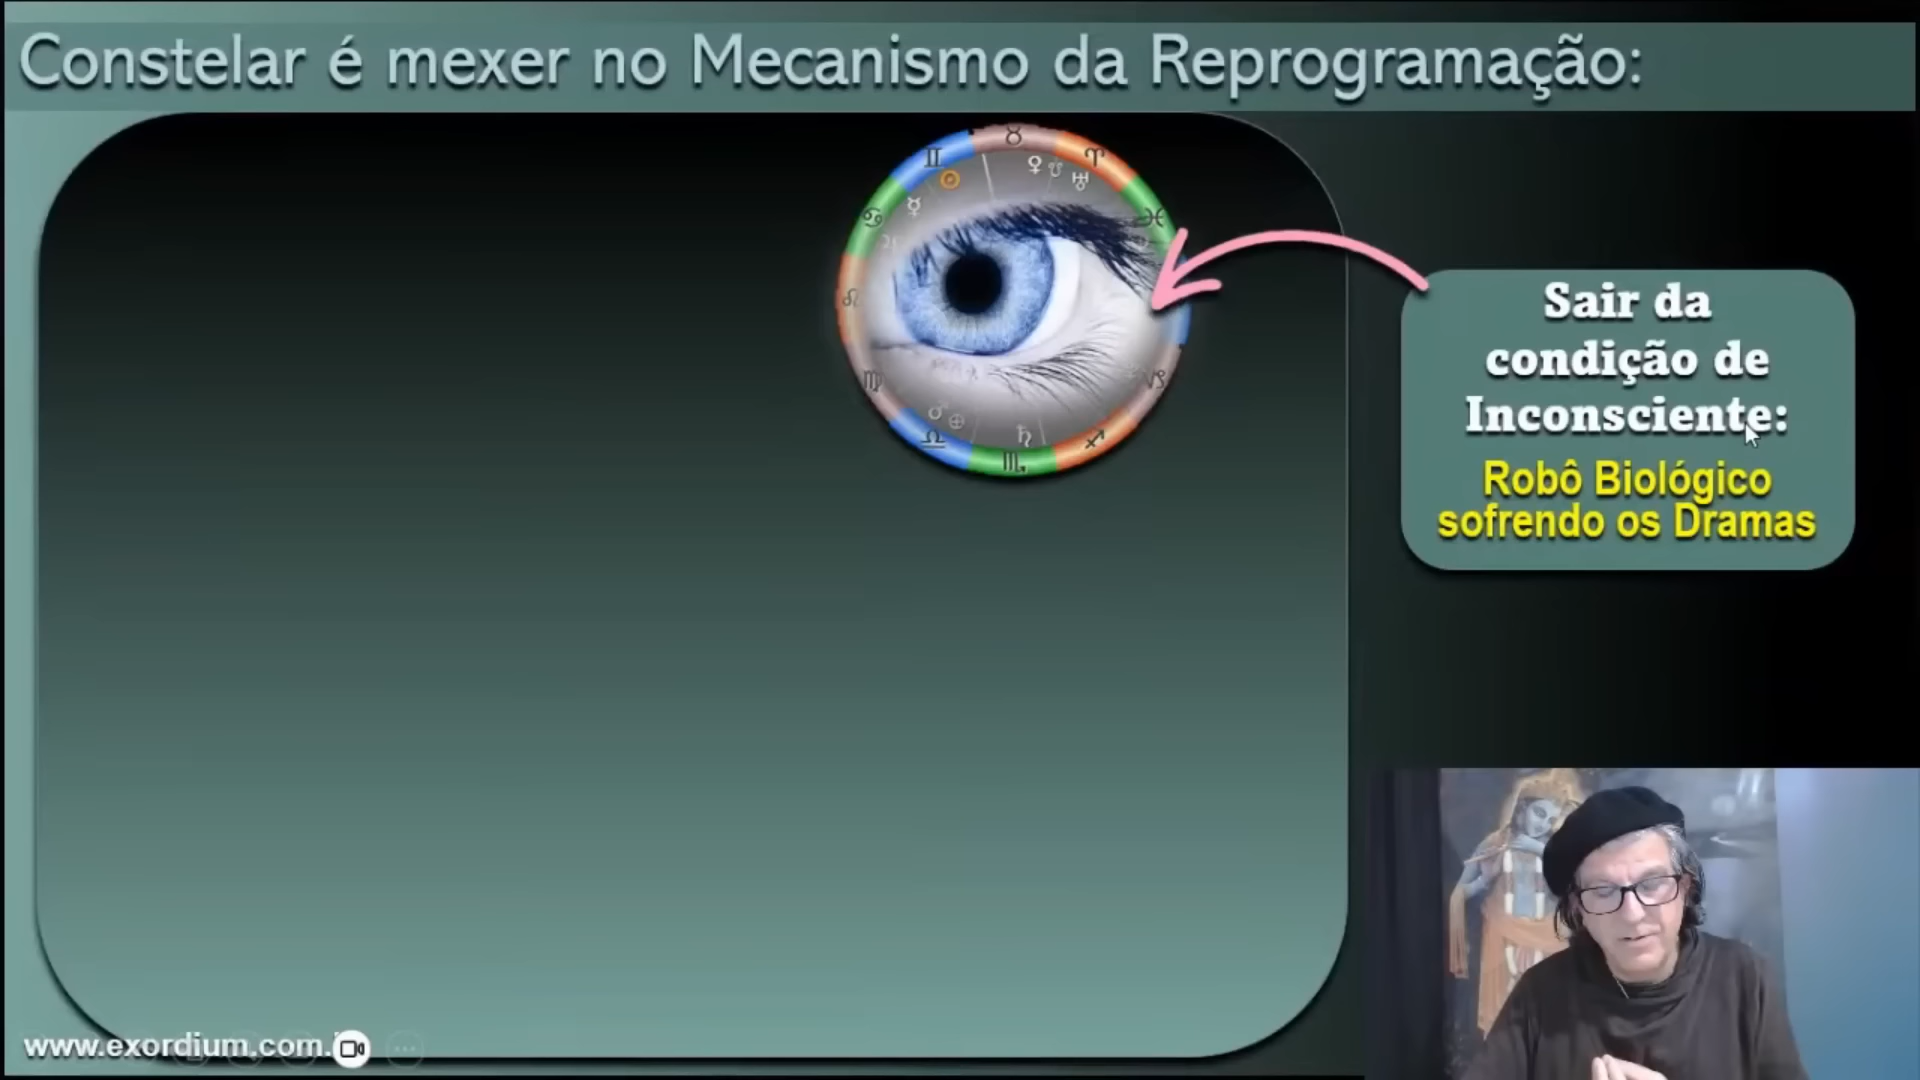 Constelar é mexer no Mecanismo da Reprogramação:
Sair da
condição de
Inconsciente:
Robô Biológico
sofrendo os Dramas
www.exordium.com.